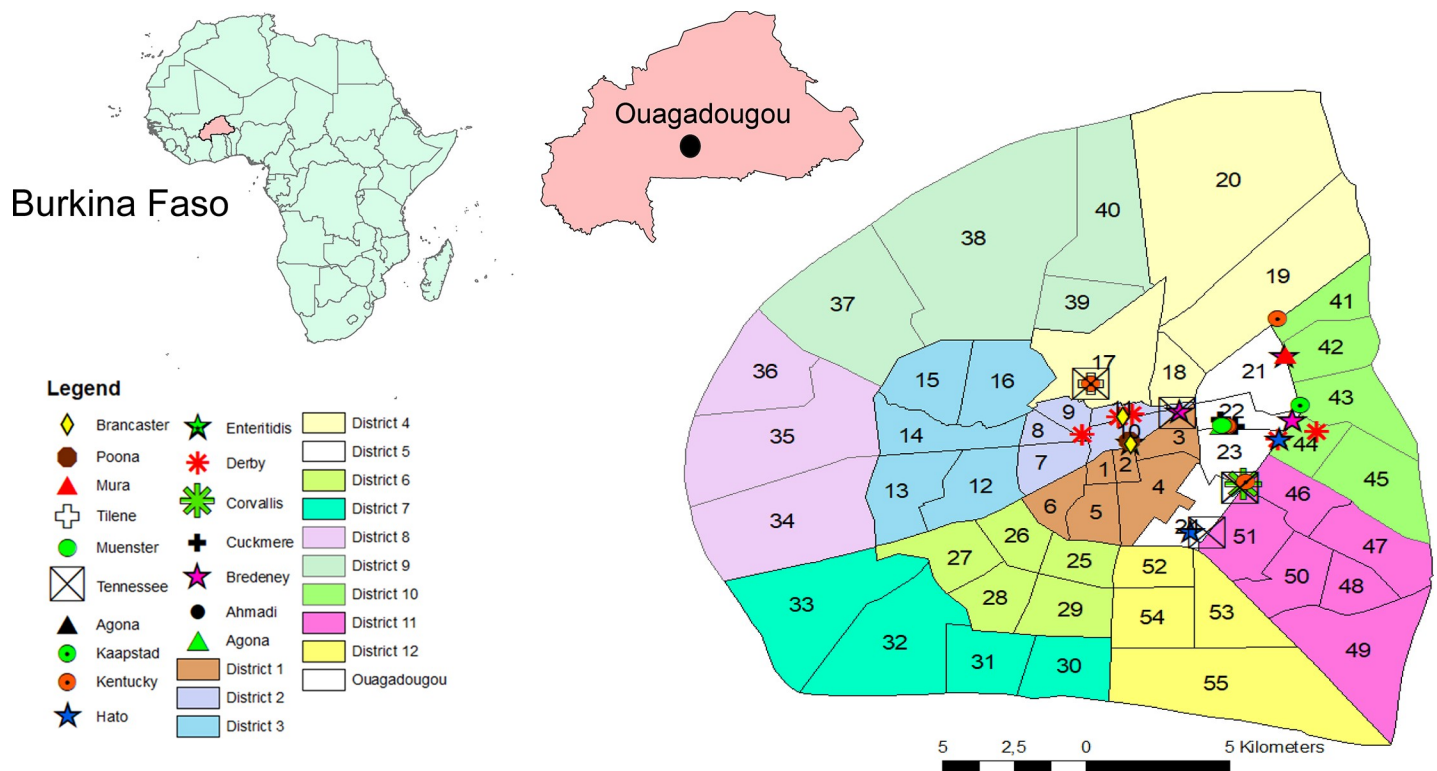 Burkina Faso
Ouagadougou
Legend
Brancaster
Poona
Mura
Tilene
Muenster
Tennessee
Agona
Kaapstad
Kentucky
Hato
Enteritidis
Derby
Corvallis
Cuckmere
Bredeney
Ahmadi
Agona
District 1
District 2
District 3
District 4
District 5
District 6
District 7
District 8
District 9
District 10
District 11
District 12
Ouagadougou
20
40
38
19
37
39
41
42
17
18
21
36
15
16
43
9
11
22
35
14
8
10
3
44
23
7
1
2
45
13
12
4
46
34
6
5
24
51
47
26
27
25
52
50
48
33
28
29
54
53
32
49
31
30
55
5
2,5
0
5 Kilometers